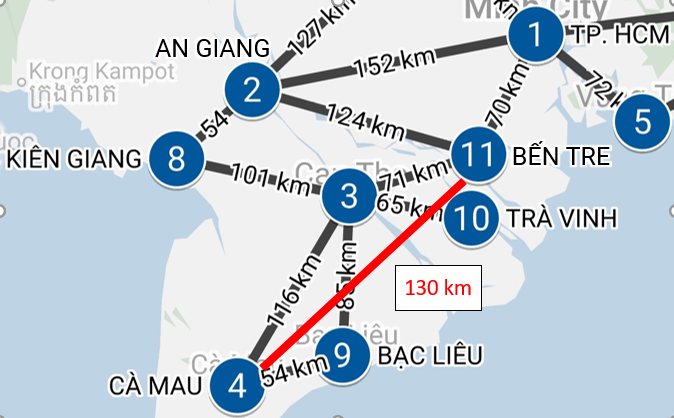 Minh City
1
TP. HCM
127 km
AN GIANG
152 km
Krong Kampot
ក្រុងកំពត
2
70 km
72
5
54
124 km
KIÊN GIANG
8
11
BẾN TRE
101 km
71 km
3
65 km
10
TRÀ VINH
116 km
85 km
130 km
9
BẠC LIÊU
CÀ MAU
4
54 km